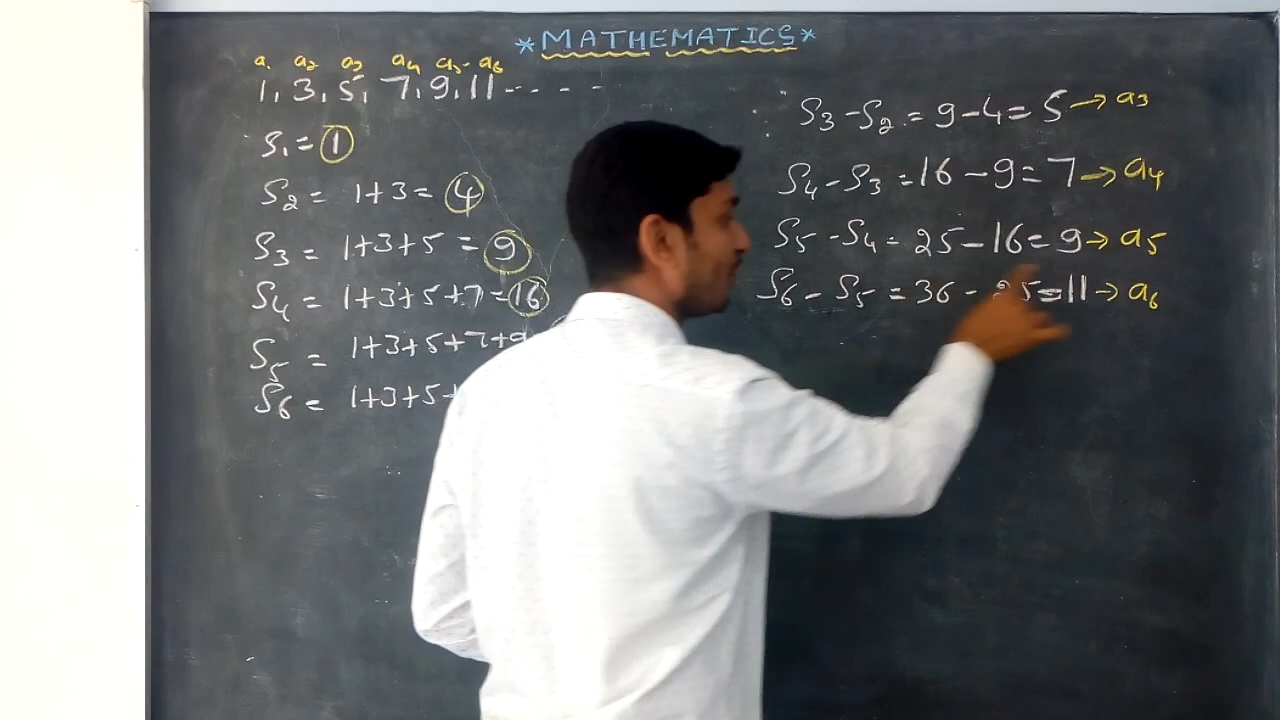 *MATHEMATICS*
a₁ a₂ a₃ a₄ a₅ a₆
1, 3, 5, 7, 9, 11 - - - -
S₁ = 1
S₂ = 1+3 = 4
S₃ = 1+3+5 = 9
S₄ = 1+3+5+7 = 16
S₅ = 1+3+5+7+9
S₆ = 1+3+5+
S₃ - S₂ = 9 - 4 = 5 → a₃
S₄ - S₃ = 16 - 9 = 7 → a₄
S₅ - S₄ = 25 - 16 = 9 → a₅
S₆ - S₅ = 36 - 25 = 11 → a₆